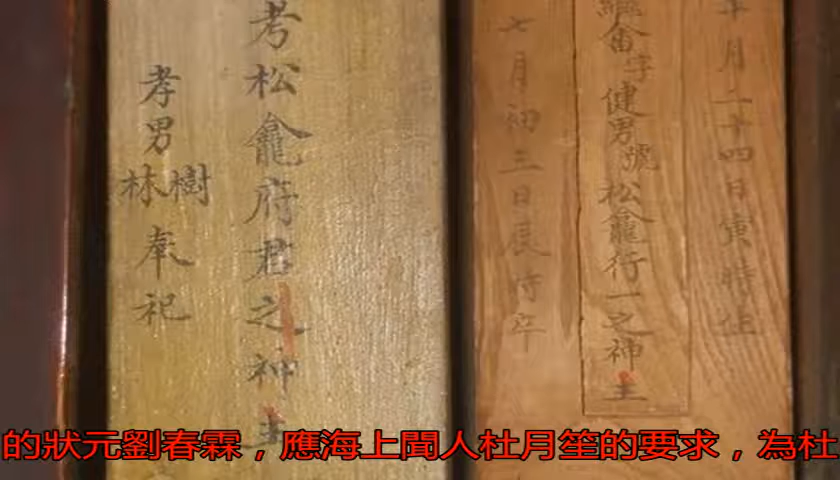 月二十四日寅時生
繼畬字健男號松龕行一之神主
七月初三日辰時卒
考松龕府君之神主
孝男樹林奉祀
的狀元劉春霖，應海上聞人杜月笙的要求，為杜